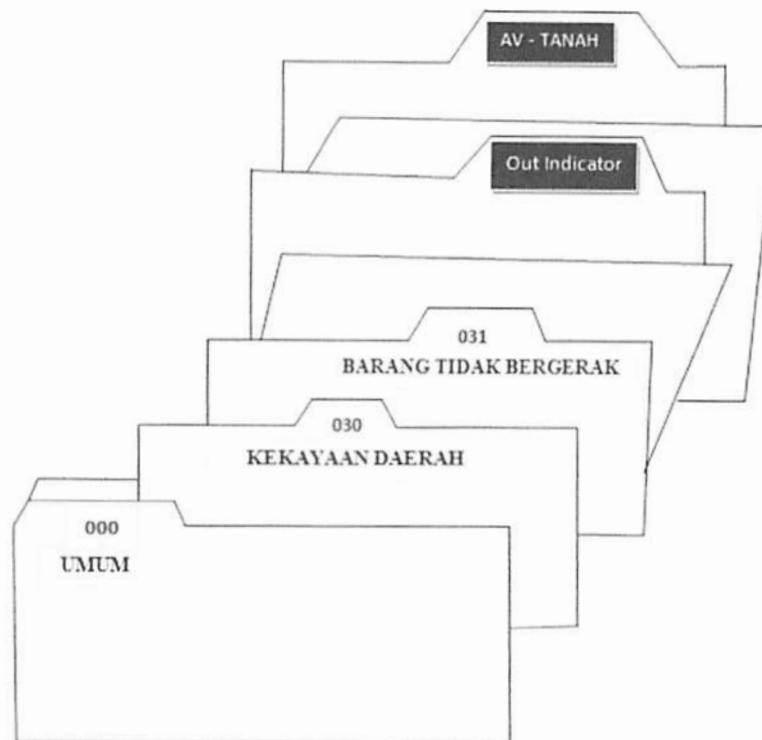 AV - TANAH
Out Indicator
031
BARANG TIDAK BERGERAK
030
KEKAYAAN DAERAH
000
UMUM